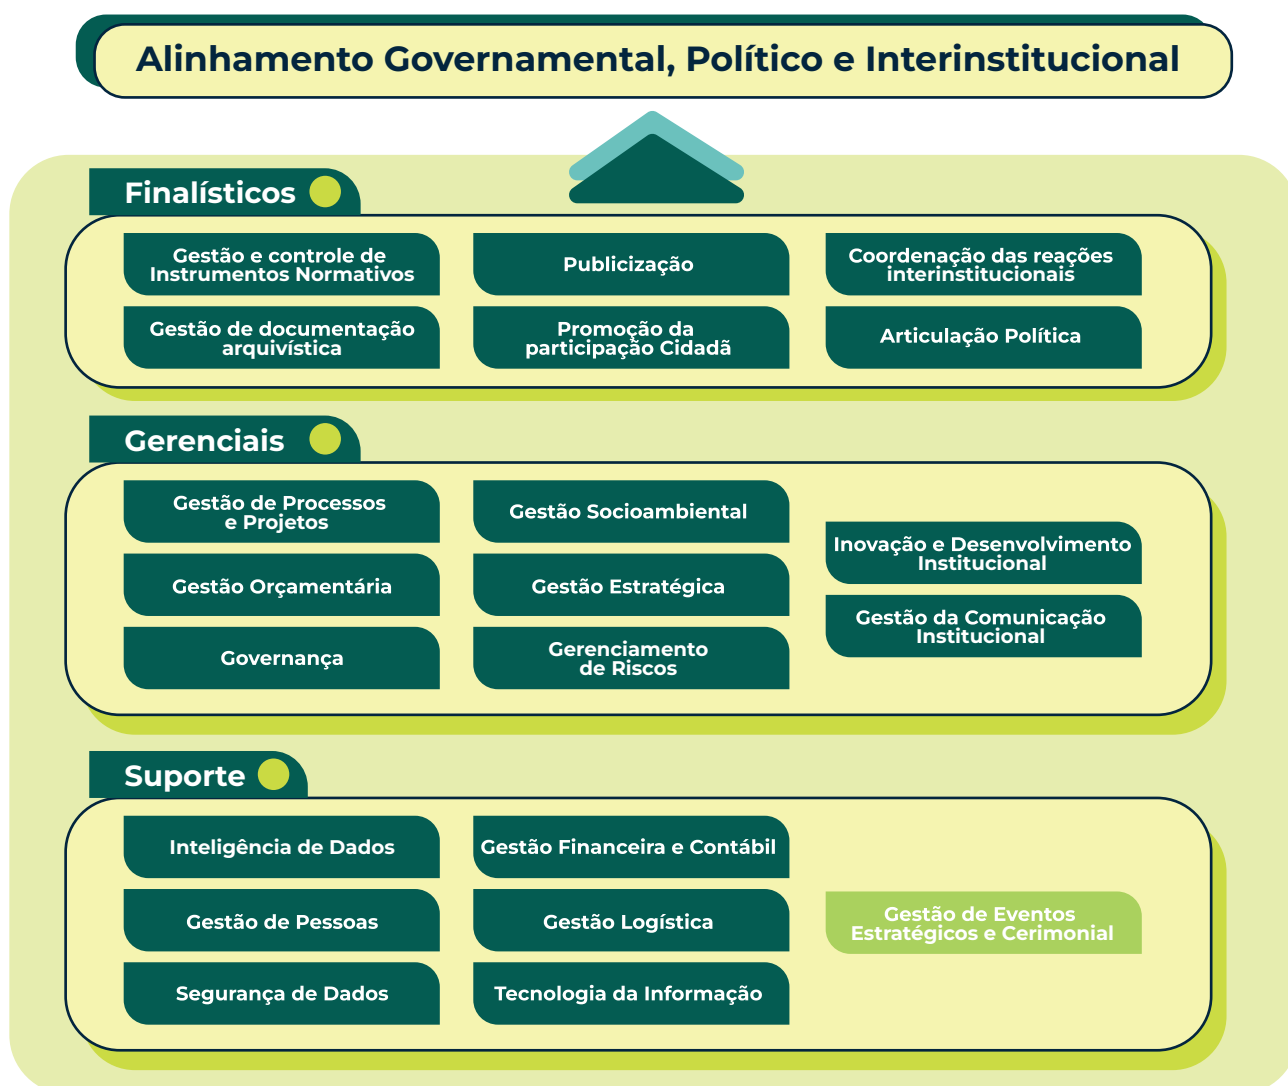 Alinhamento Governamental, Político e Interinstitucional
Finalísticos
Gestão e controle de
Instrumentos Normativos
Publicização
Coordenação das reações
interinstitucionais
Gestão de documentação
arquivística
Promoção da
participação Cidadã
Articulação Política
Gerenciais
Gestão de Processos
e Projetos
Gestão Socioambiental
Inovação e Desenvolvimento
Institucional
Gestão Orçamentária
Gestão Estratégica
Gestão da Comunicação
Institucional
Governança
Gerenciamento
de Riscos
Suporte
Inteligência de Dados
Gestão Financeira e Contábil
Gestão de Pessoas
Gestão Logística
Gestão de Eventos
Estratégicos e Cerimonial
Segurança de Dados
Tecnologia da Informação